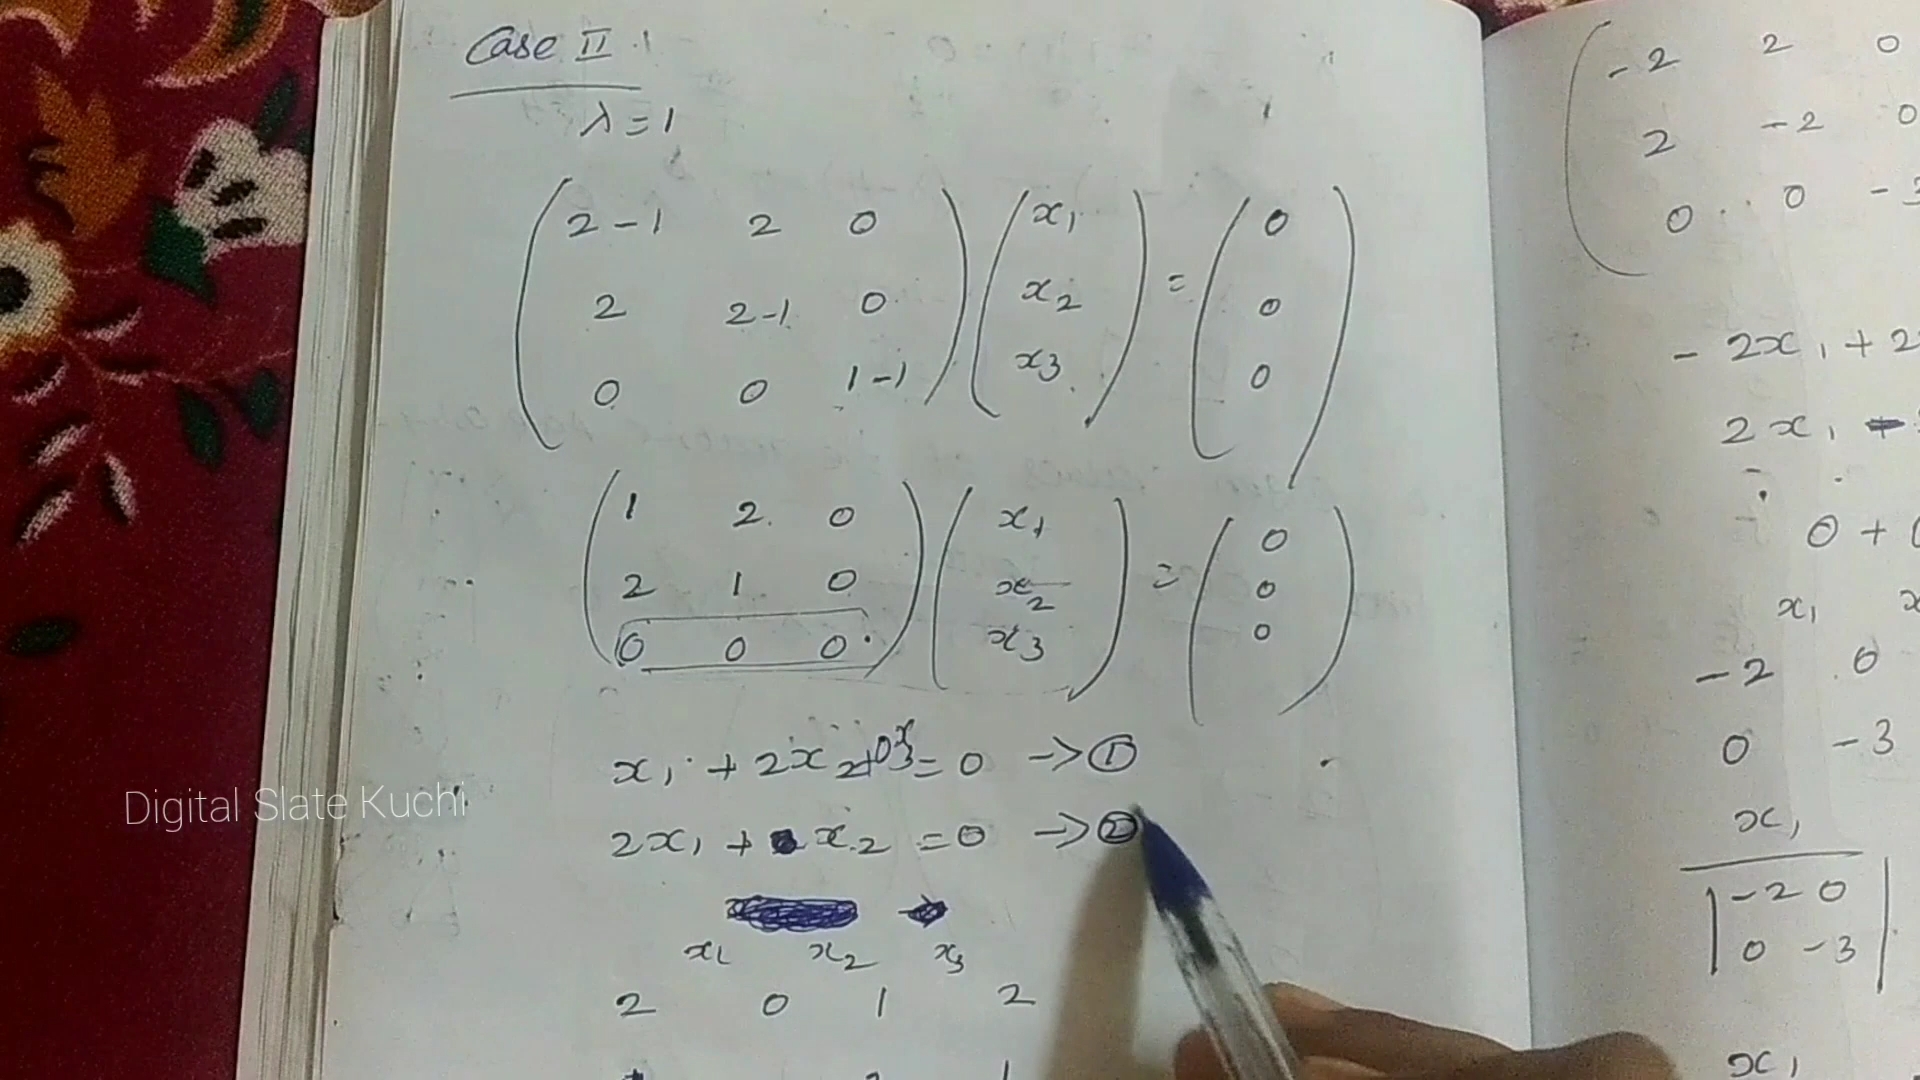 Case II
λ = 1
2-1 2 0 x₁ 0
2 2-1 0 x₂ = 0
0 0 1-1 x₃ 0
1 2 0 x₁ 0
2 1 0 x₂ = 0
0 0 0 x₃ 0
x₁ + 2x₂ + 0x₃ = 0 → ①
2x₁ + x₂ = 0 → ②
x₁ x₂ x₃
2 0 1 2
Digital Slate Kuchi
-2 2 0
2 -2 0
0 0 -3
- 2x₁ + 2
2x₁
0 +
x₁
-2 0
0 -3
x₁
-2 0
0 -3
x₁